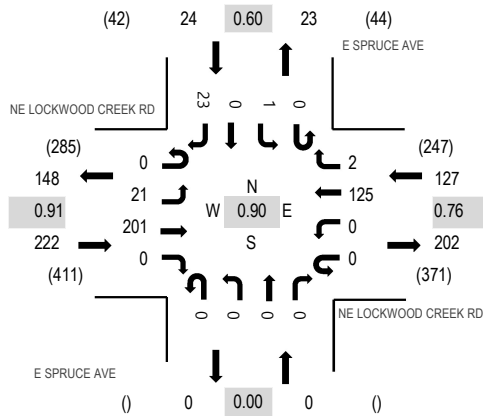 (42) 24 0.60 23 (44)
E SPRUCE AVE
23 0 1 0
NE LOCKWOOD CREEK RD
(285) (247)
148 0 2 127
21 N 125
0.91 W 0.90 E 0.76
222 201 S 0 202
0 0
(411) (371)
0 0 0 0
NE LOCKWOOD CREEK RD
E SPRUCE AVE
() 0 0.00 0 ()